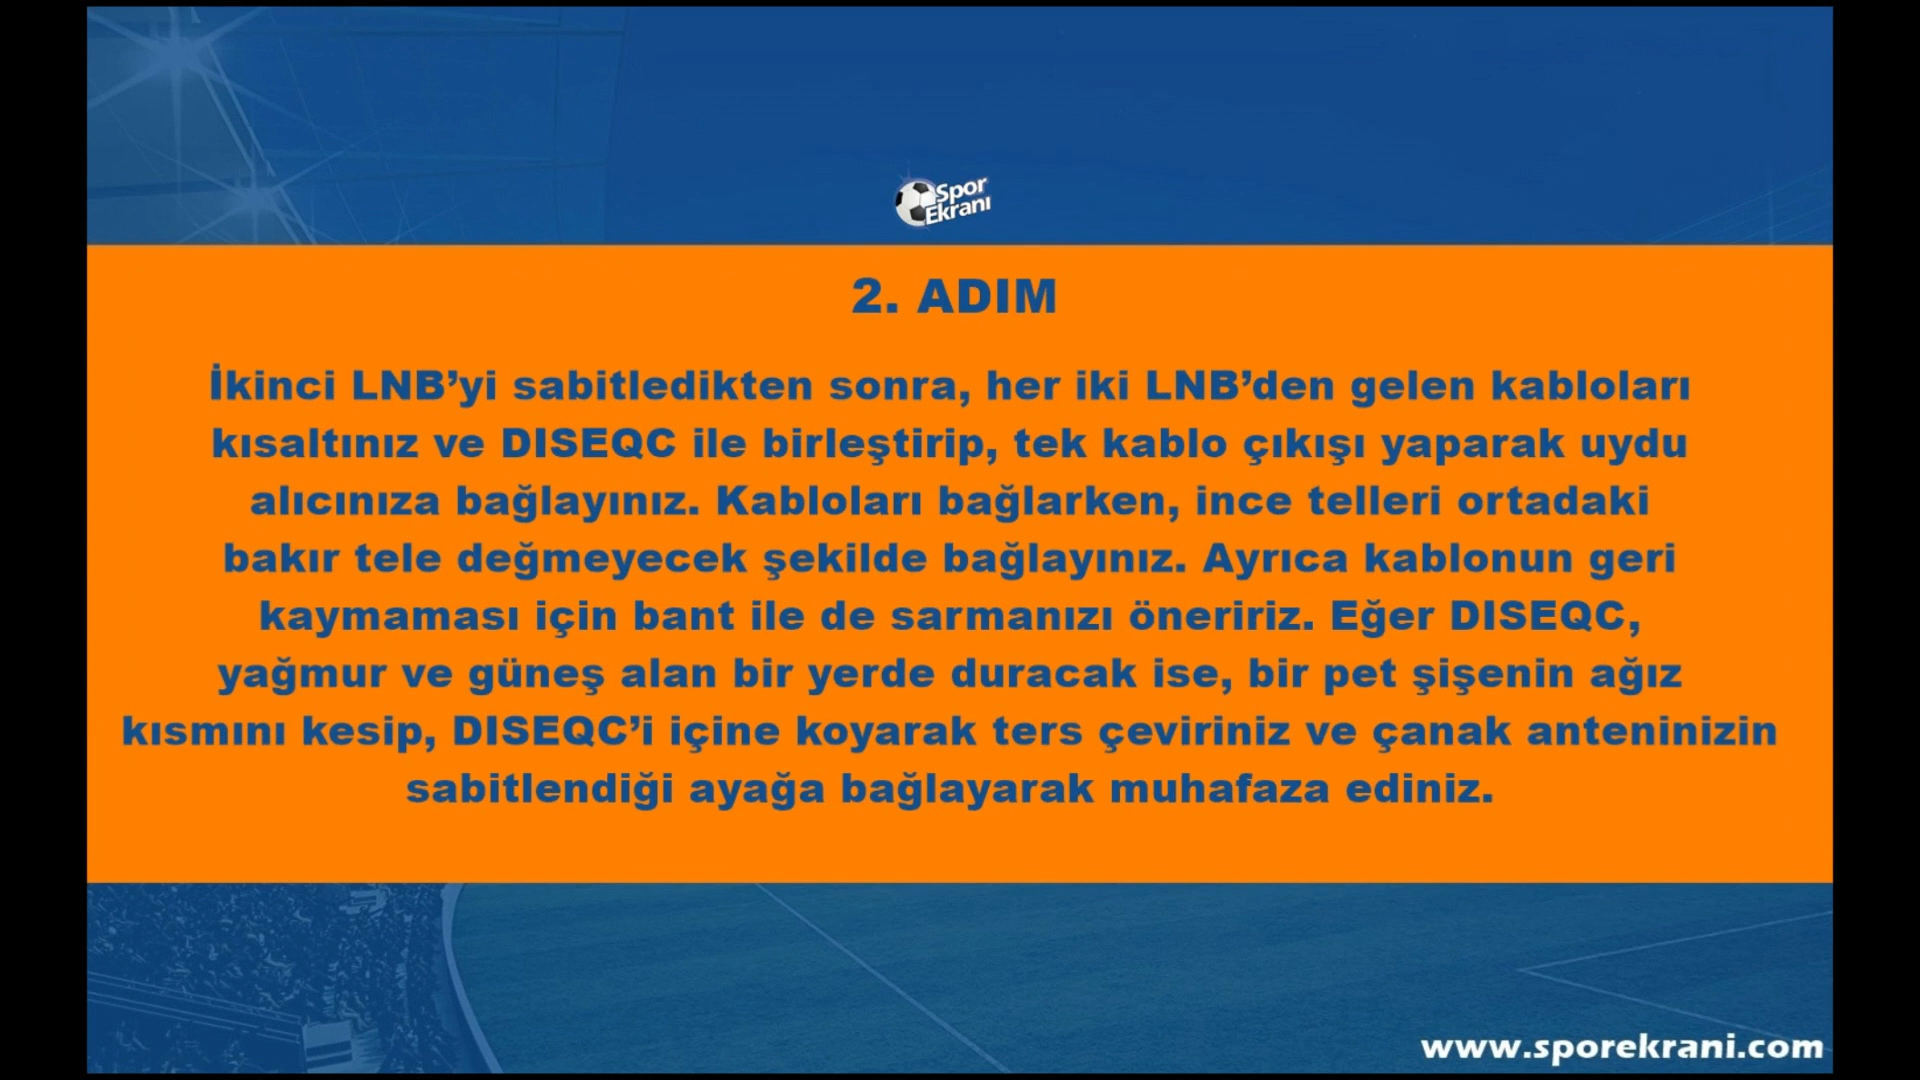 Spor
Ekranı
2. ADIM
İkinci LNB’yi sabitledikten sonra, her iki LNB’den gelen kabloları
kısaltınız ve DISEQC ile birleştirip, tek kablo çıkışı yaparak uydu
alıcınıza bağlayınız. Kabloları bağlarken, ince telleri ortadaki
bakır tele değmeyecek şekilde bağlayınız. Ayrıca kablonun geri
kaymaması için bant ile de sarmanızı öneririz. Eğer DISEQC,
yağmur ve güneş alan bir yerde duracak ise, bir pet şişenin ağız
kısmını kesip, DISEQC’i içine koyarak ters çeviriniz ve çanak anteninizin
sabitlendiği ayağa bağlayarak muhafaza ediniz.
www.sporekrani.com